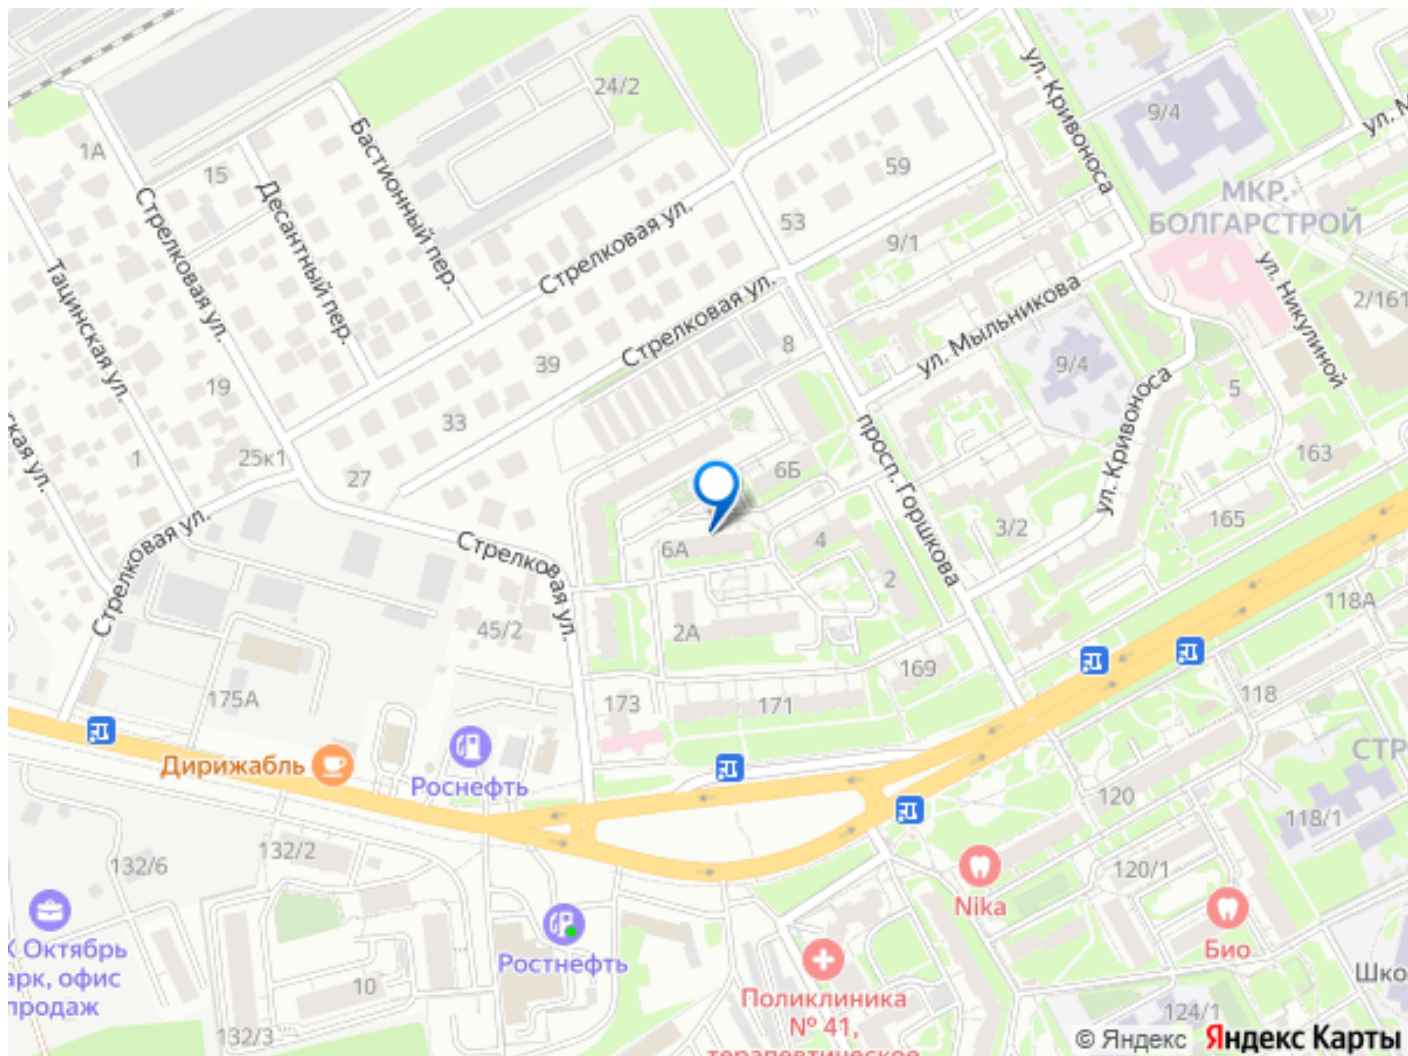 24/2
ул. Кривоноса
9/4
1А
15
Бастионный пер.
59
МКР.
БОЛГАРСТРОЙ
Стрелковая ул.
Десантный пер.
53
9/1
Стрелковая ул.
ул. Никулиной
Тацинская ул.
2/161
Стрелковая ул.
ул. Мыльникова
8
39
9/4
19
5
33
просп. Горшкова
ул. Кривоноса
1
25к1
27
6Б
163
165
Стрелковая ул.
Стрелковая ул.
6А
4
3/2
2
118А
45/2
2А
169
175А
173
171
118
Дирижабль
Роснефть
120
118/1
132/6
132/2
120/1
Nika
Био
Октябрь
офис
продаж
Ростнефть
10
Поликлиника
№ 41,
124/1
132/3
© Яндекс Яндекс Карты